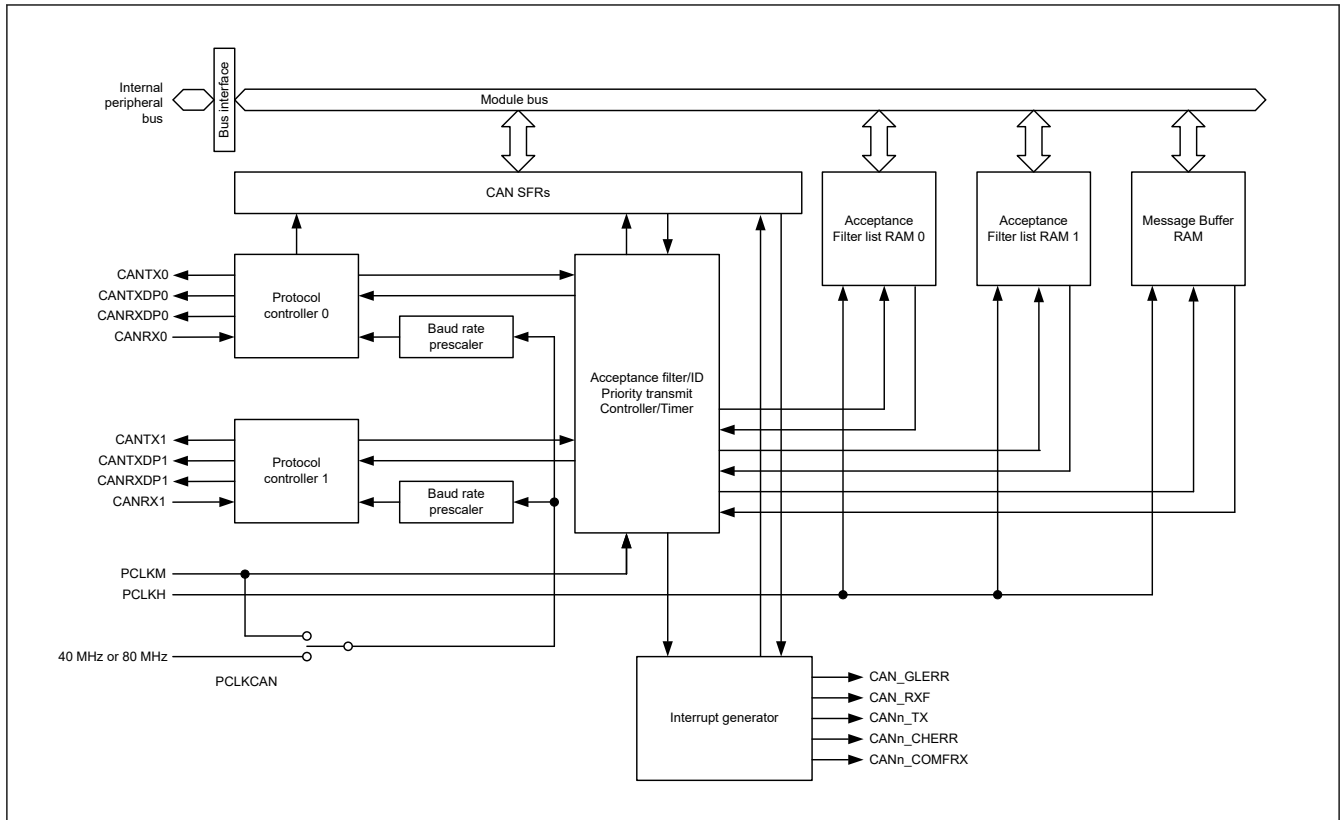 Internal
peripheral
bus
Bus interface
Module bus
CAN SFRs
Acceptance
Filter list RAM 0
Acceptance
Filter list RAM 1
Message Buffer
RAM
CANTX0
CANTXDP0
CANRXDP0
CANRX0
Protocol
controller 0
Baud rate
prescaler
Acceptance filter/ID
Priority transmit
Controller/Timer
CANTX1
CANTXDP1
CANRXDP1
CANRX1
Protocol
controller 1
Baud rate
prescaler
PCLKM
PCLKH
40 MHz or 80 MHz
PCLKCAN
Interrupt generator
CAN_GLERR
CAN_RXF
CANn_TX
CANn_CHERR
CANn_COMFRX